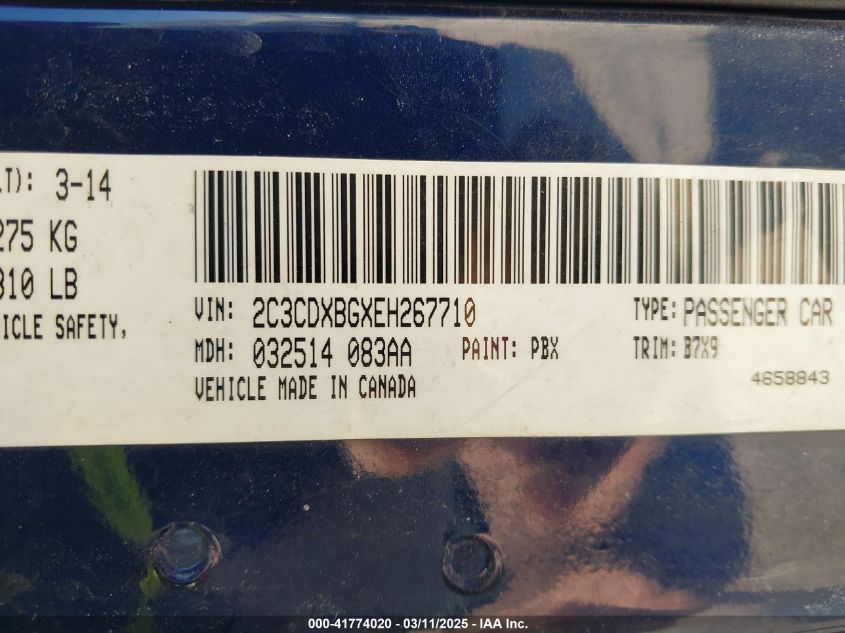 LT): 3-14
275 KG
310 LB
ICLE SAFETY,
VIN: 2C3CDXBGXEH267710 TYPE: PASSENGER CAR
MDH: 032514 083AA PAINT: PBX TRIM: B7X9
VEHICLE MADE IN CANADA 4658843
000-41774020 - 03/11/2025 - IAA Inc.